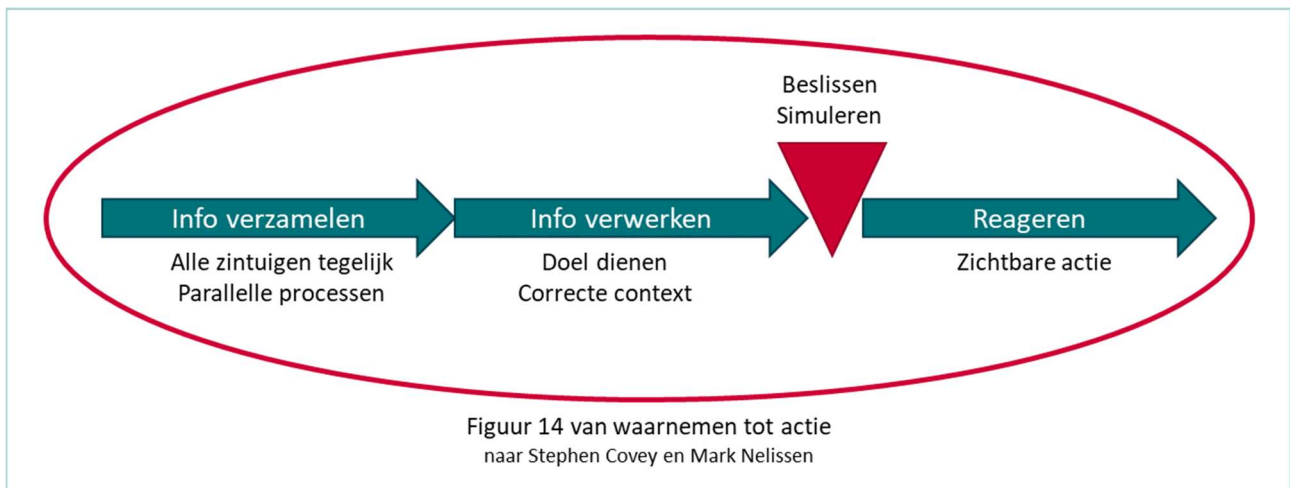 Beslissen
Simuleren
Info verzamelen
Info verwerken
Reageren
Alle zintuigen tegelijk
Parallelle processen
Doel dienen
Correcte context
Zichtbare actie
Figuur 14 van waarnemen tot actie
naar Stephen Covey en Mark Nelissen